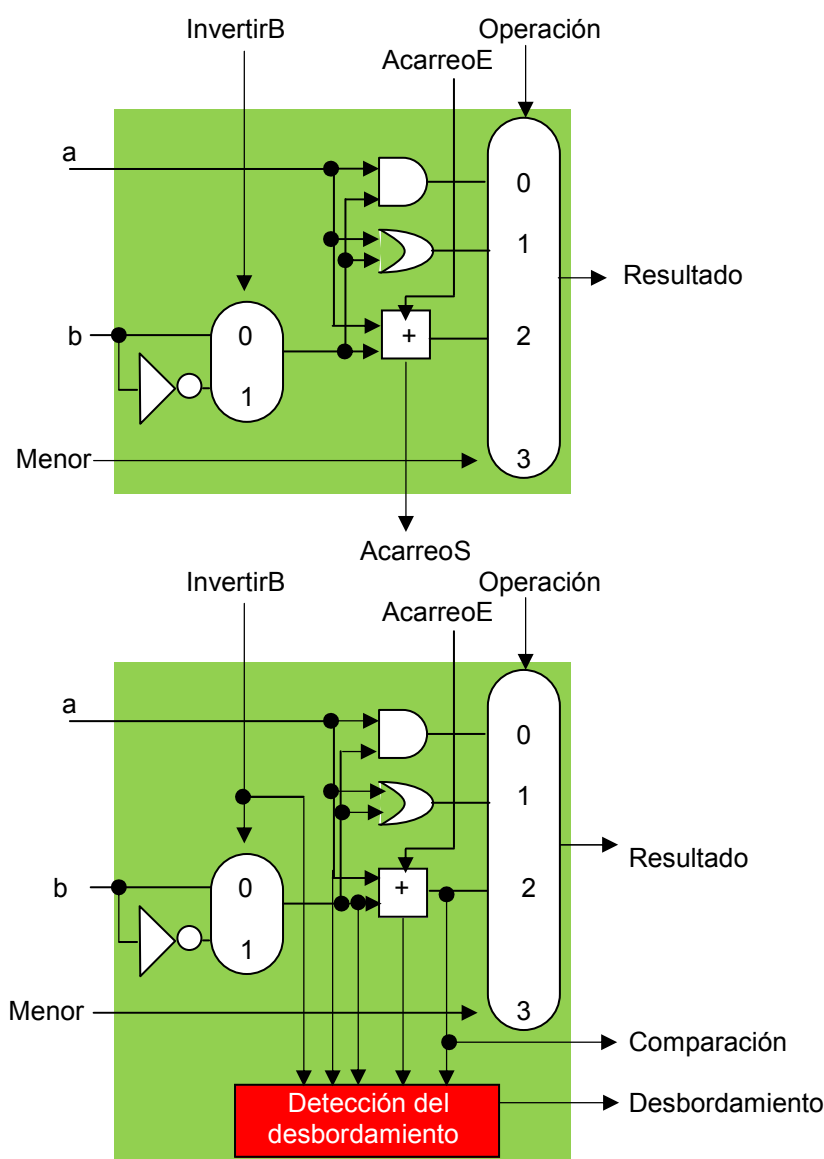 InvertirB
Operación
AcarreoE
a
0
1
Resultado
b
0
+
2
1
Menor
3
AcarreoS
InvertirB
Operación
AcarreoE
a
0
1
Resultado
b
0
+
2
1
Menor
3
Comparación
Detección del
desbordamiento
Desbordamiento